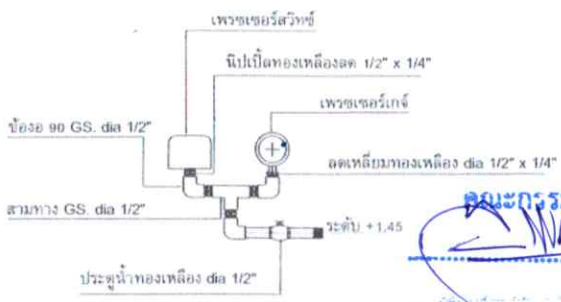 เพรซเซอร์สวิทซ์
นิปเปิ้ลทองเหลืองลด 1/2" x 1/4"
เพรซเซอร์เกจ์
ข้องอ 90 GS. dia 1/2"
ลดเหลี่ยมทองเหลือง dia 1/2" x 1/4"
สามทาง GS. dia 1/2"
ระดับ +1.45
ประตูน้ำทองเหลือง dia 1/2"